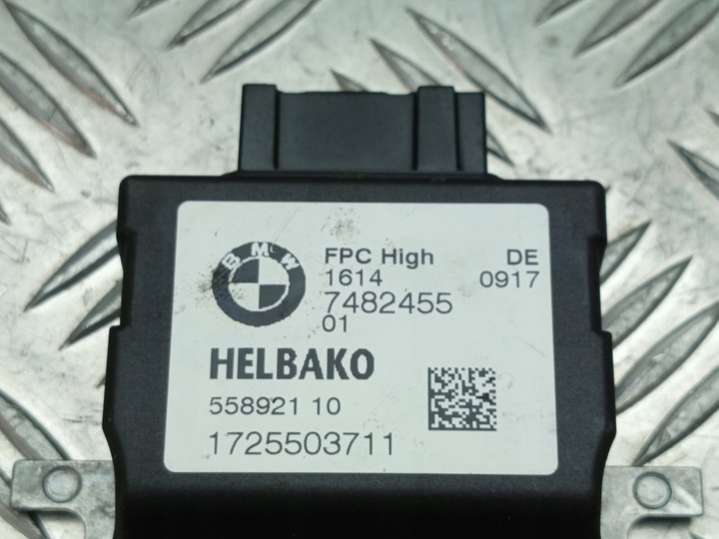 BMW
FPC High DE
1614 0917
7482455
01
HELBAKO
558921 10
1725503711